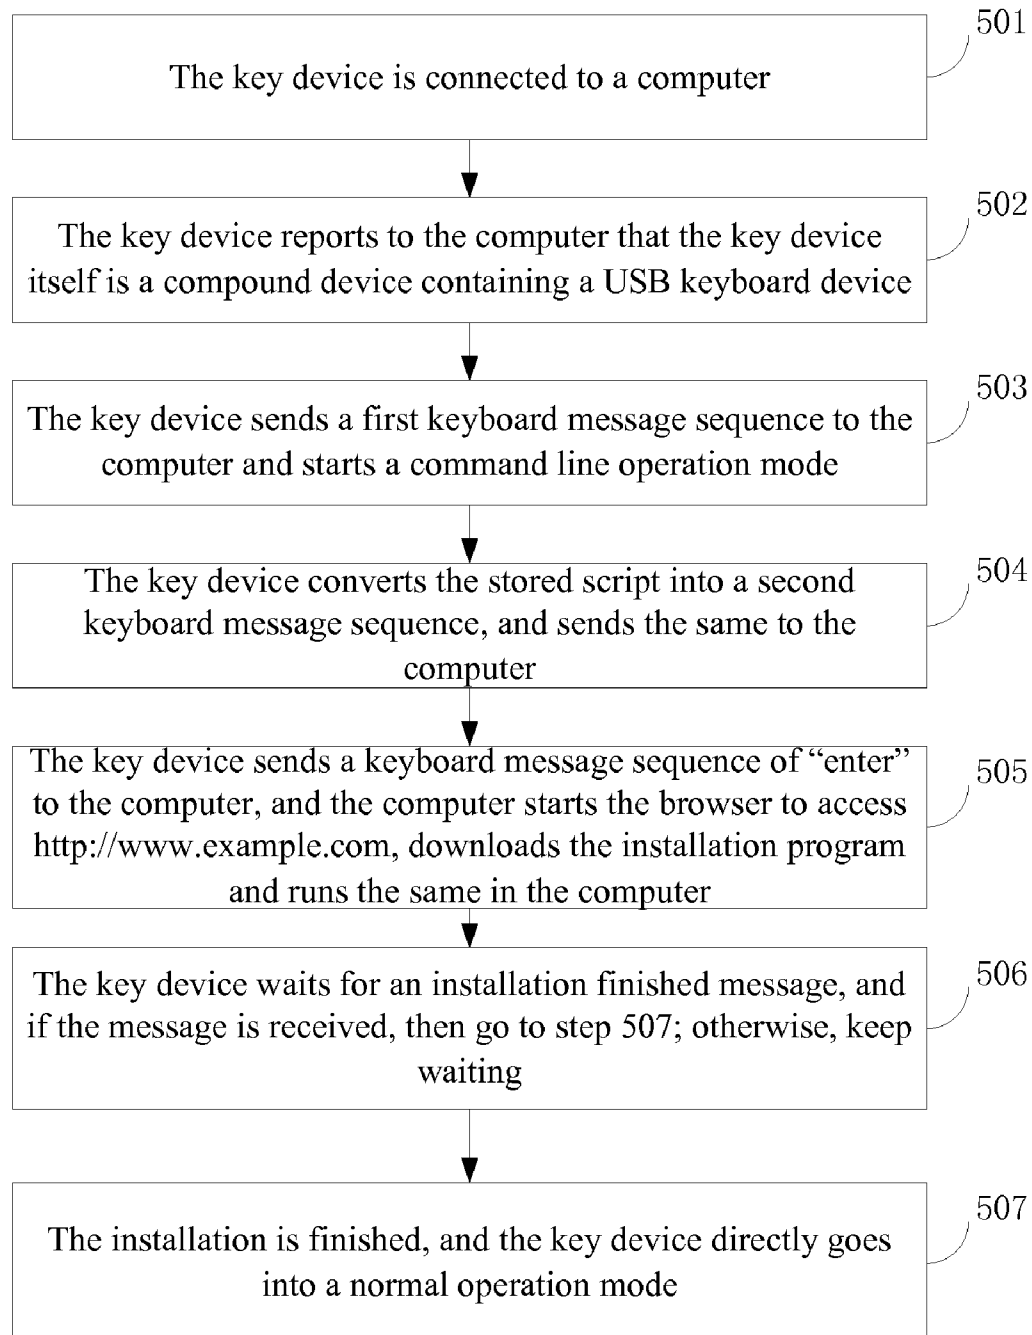 501
The key device is connected to a computer
502
The key device reports to the computer that the key device
itself is a compound device containing a USB keyboard device
503
The key device sends a first keyboard message sequence to the
computer and starts a command line operation mode
504
The key device converts the stored script into a second
keyboard message sequence, and sends the same to the
computer
505
The key device sends a keyboard message sequence of “enter”
to the computer, and the computer starts the browser to access
http://www.example.com, downloads the installation program
and runs the same in the computer
506
The key device waits for an installation finished message, and
if the message is received, then go to step 507; otherwise, keep
waiting
507
The installation is finished, and the key device directly goes
into a normal operation mode